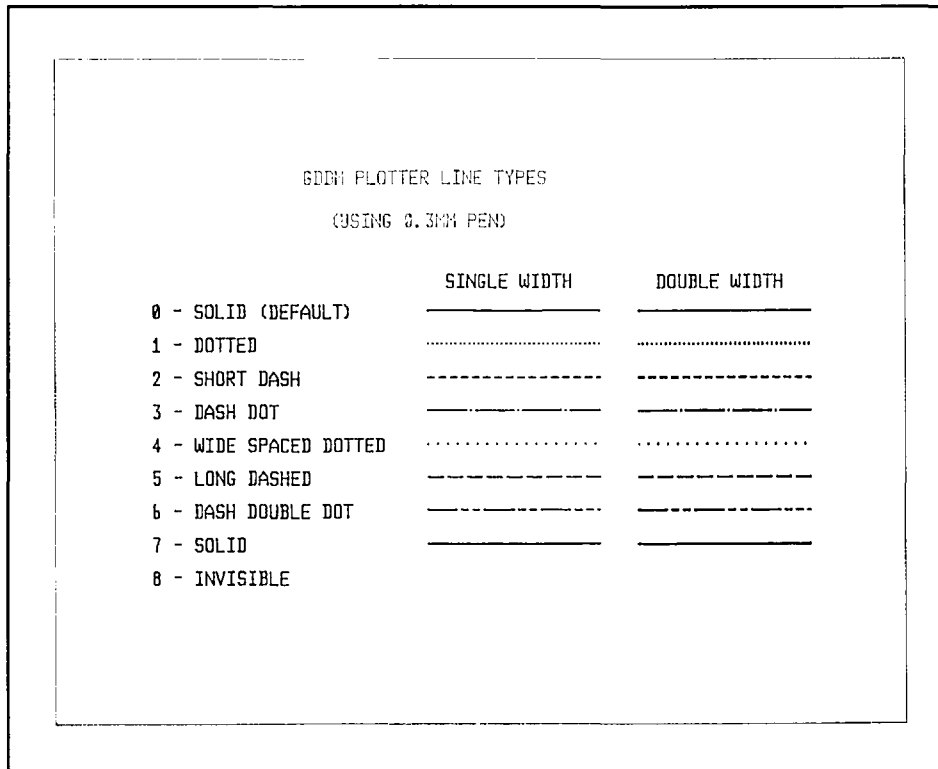 GDDM PLOTTER LINE TYPES
(USING 0.3MM PEN)
SINGLE WIDTH DOUBLE WIDTH
0 - SOLID (DEFAULT)
1 - DOTTED
2 - SHORT DASH
3 - DASH DOT
4 - WIDE SPACED DOTTED
5 - LONG DASHED
6 - DASH DOUBLE DOT
7 - SOLID
8 - INVISIBLE